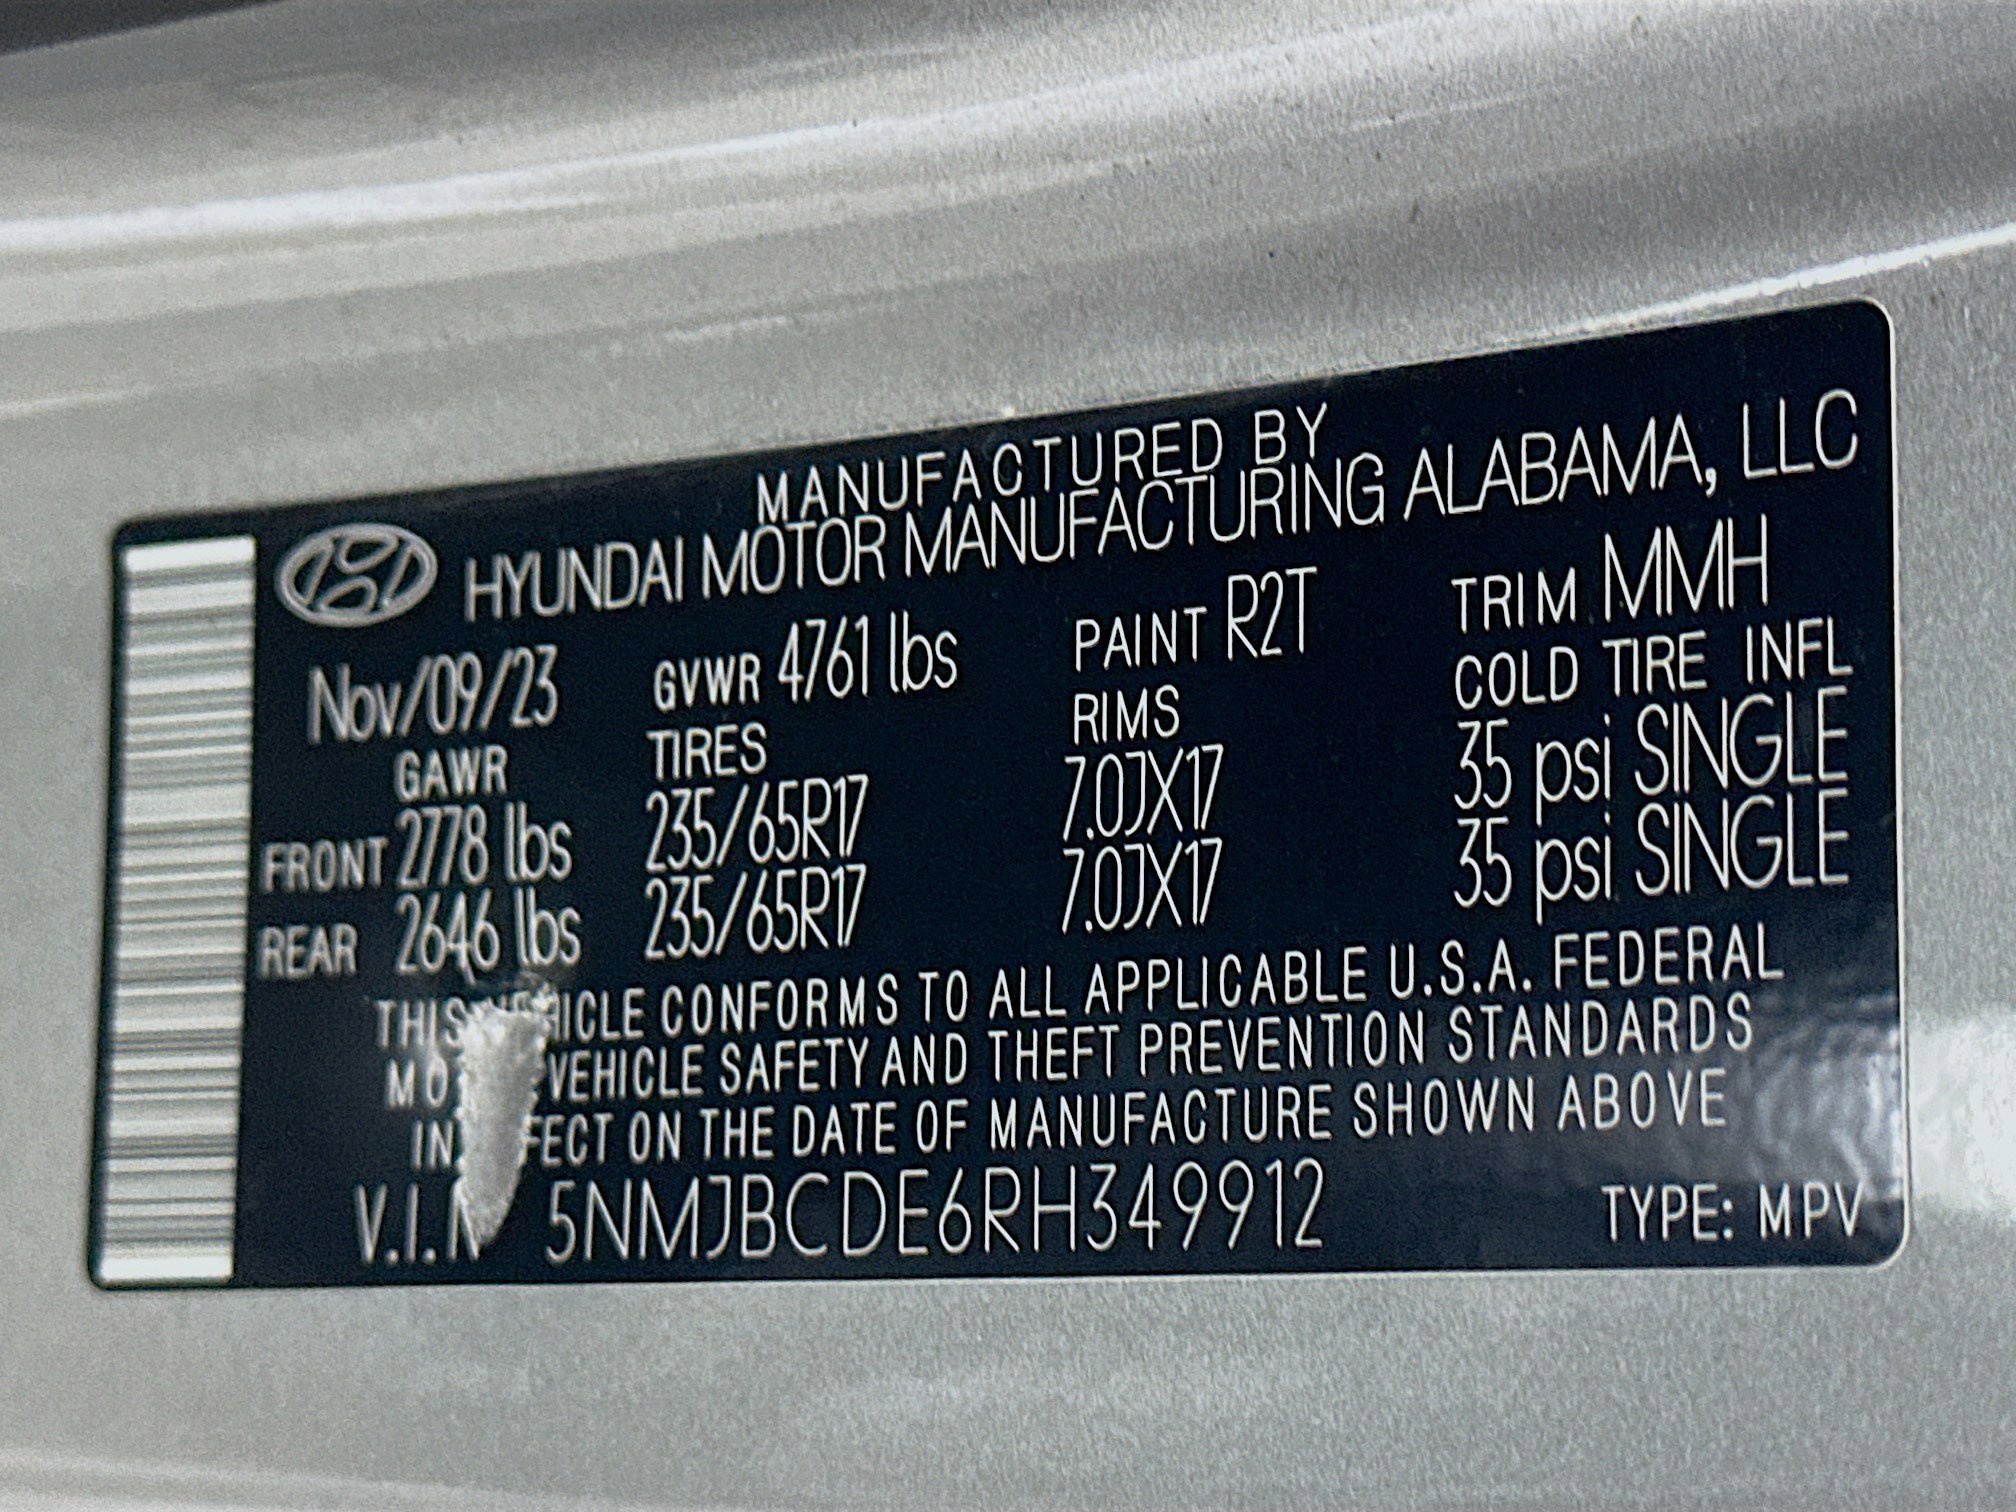 MANUFACTURED BY
HYUNDAI MOTOR MANUFACTURING ALABAMA, LLC
Nov/09/23 GVWR 4761 lbs PAINT R2T TRIM MMH
GAWR TIRES RIMS COLD TIRE INFL
FRONT 2778 lbs 235/65R17 7.0JX17 35 psi SINGLE
REAR 2646 lbs 235/65R17 7.0JX17 35 psi SINGLE
THIS VEHICLE CONFORMS TO ALL APPLICABLE U.S.A. FEDERAL
VEHICLE SAFETY AND THEFT PREVENTION STANDARDS
IN ON THE DATE OF MANUFACTURE SHOWN ABOVE
V.I.N 5NMJBCDE6RH349912 TYPE: MPV